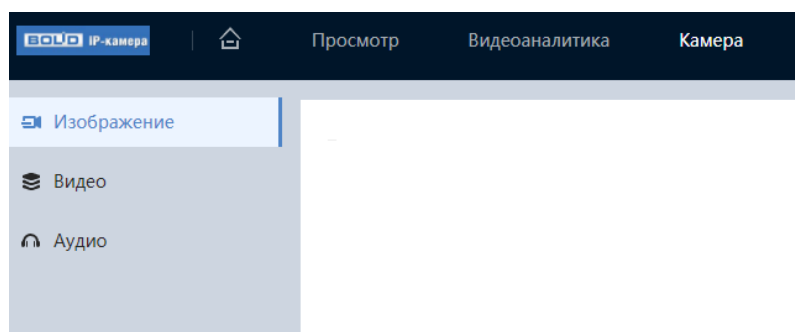 BOLID IP-камера Просмотр Видеоаналитика Камера
Изображение
Видео
Аудио